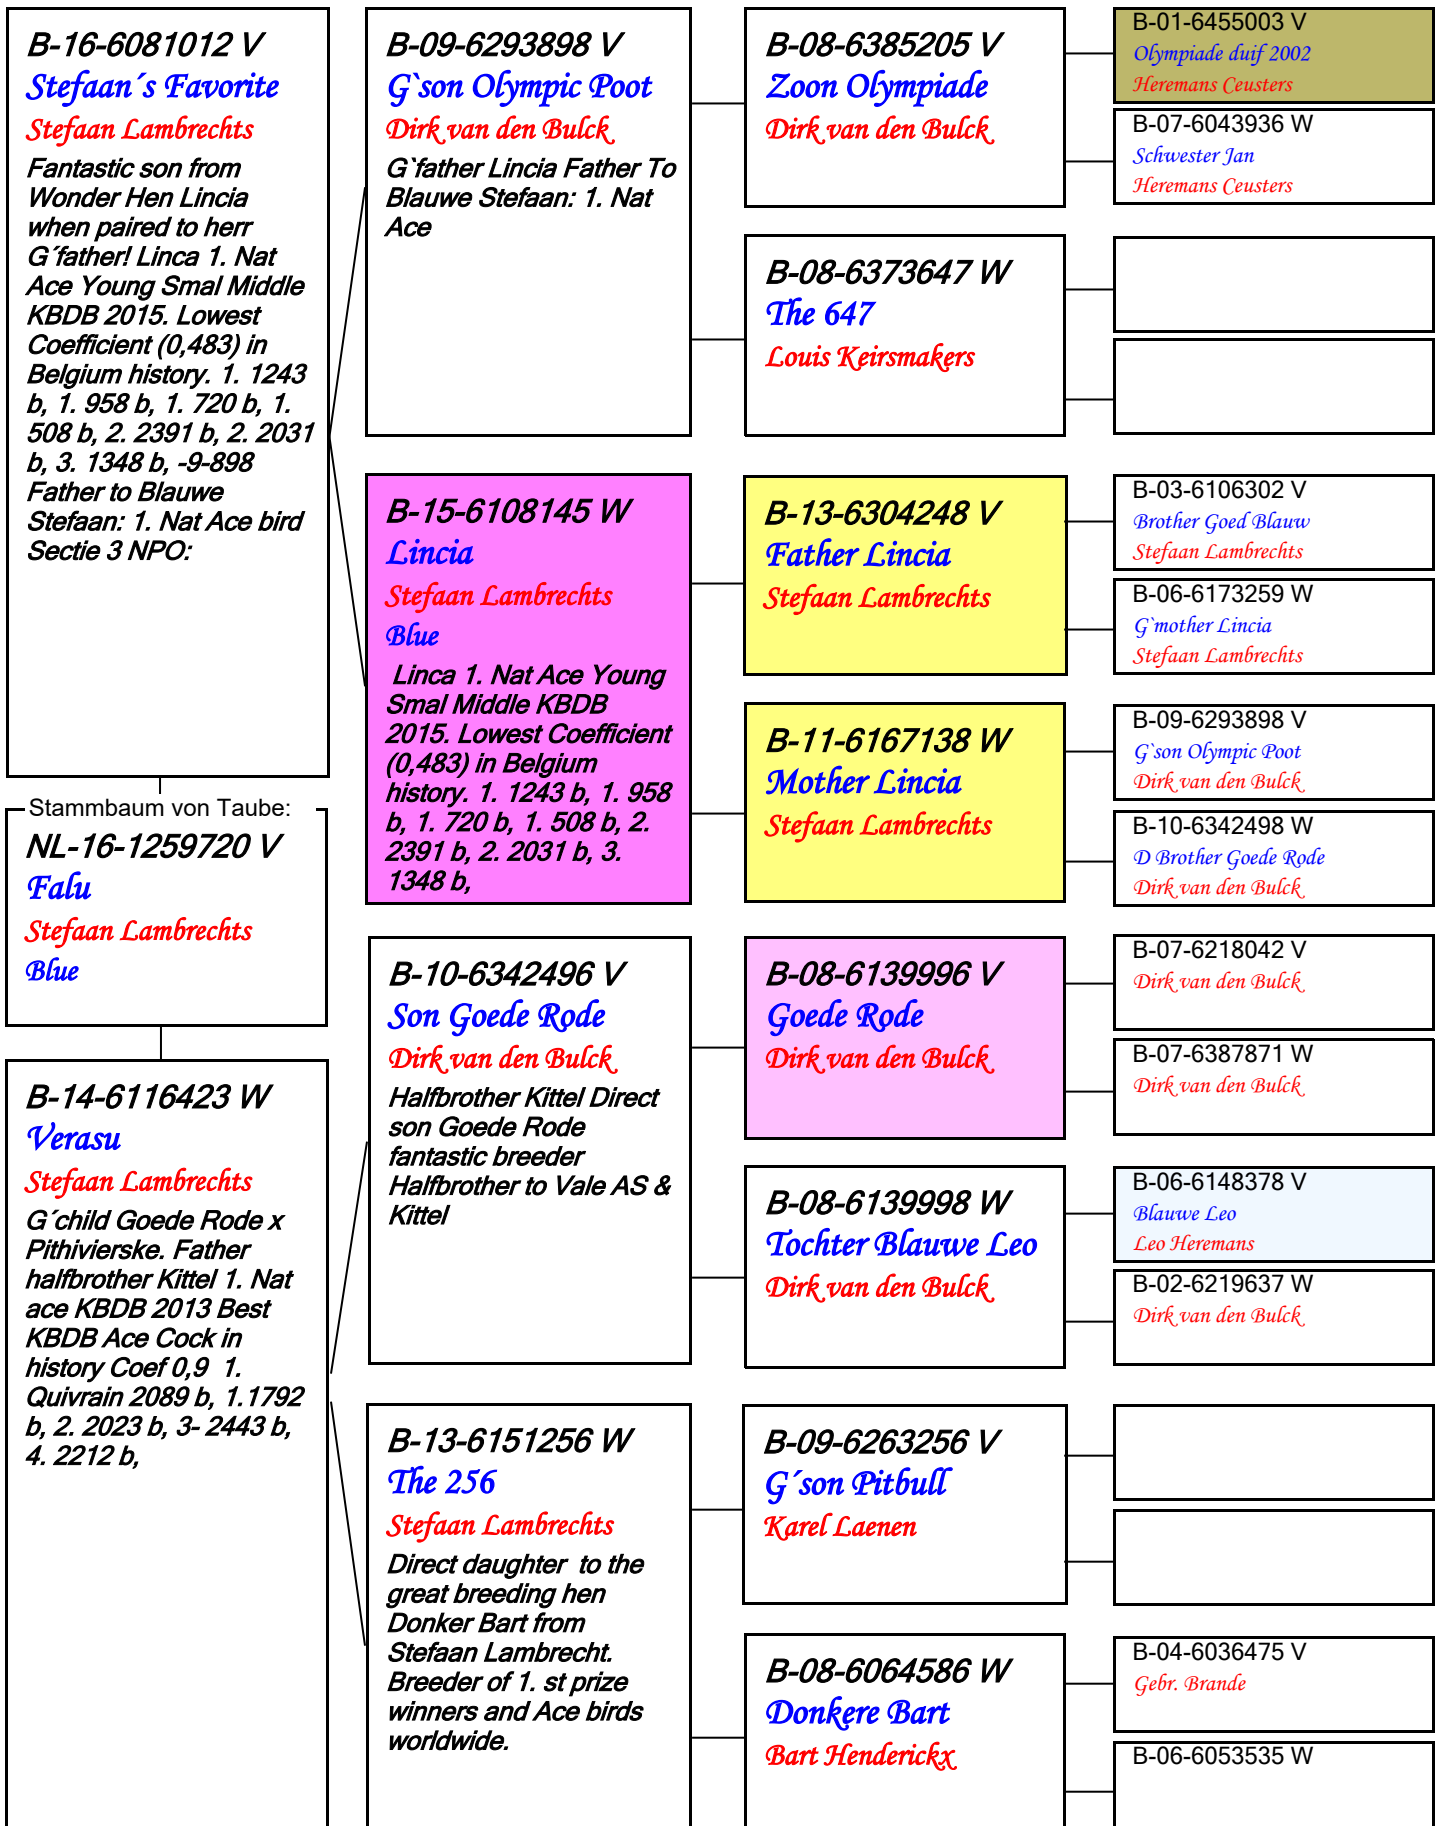 B-16-6081012 V
Stefaan´s Favorite
Stefaan Lambrechts
Fantastic son from
Wonder Hen Lincia
when paired to herr
G´father! Linca 1. Nat
Ace Young Smal Middle
KBDB 2015. Lowest
Coefficient (0,483) in
Belgium history. 1. 1243
b, 1. 958 b, 1. 720 b, 1.
508 b, 2. 2391 b, 2. 2031
b, 3. 1348 b, -9-898
Father to Blauwe
Stefaan: 1. Nat Ace bird
Sectie 3 NPO:
Stammbaum von Taube:
NL-16-1259720 V
Falu
Stefaan Lambrechts
Blue
B-14-6116423 W
Verasu
Stefaan Lambrechts
G´child Goede Rode x
Pithivierske. Father
halfbrother Kittel 1. Nat
ace KBDB 2013 Best
KBDB Ace Cock in
history Coef 0,9  1.
Quivrain 2089 b, 1.1792
b, 2. 2023 b, 3- 2443 b,
4. 2212 b,
B-09-6293898 V
G`son Olympic Poot
Dirk van den Bulck
G`father Lincia Father To
Blauwe Stefaan: 1. Nat
Ace
B-15-6108145 W
Lincia
Stefaan Lambrechts
Blue
Linca 1. Nat Ace Young
Smal Middle KBDB
2015. Lowest Coefficient
(0,483) in Belgium
history. 1. 1243 b, 1. 958
b, 1. 720 b, 1. 508 b, 2.
2391 b, 2. 2031 b, 3.
1348 b,
B-10-6342496 V
Son Goede Rode
Dirk van den Bulck
Halfbrother Kittel Direct
son Goede Rode
fantastic breeder
Halfbrother to Vale AS &
Kittel
B-13-6151256 W
The 256
Stefaan Lambrechts
Direct daughter  to the
great breeding hen
Donker Bart from
Stefaan Lambrecht.
Breeder of 1. st prize
winners and Ace birds
worldwide.
B-08-6385205 V
Zoon Olympiade
Dirk van den Bulck
B-08-6373647 W
The 647
Louis Keirsmakers
B-13-6304248 V
Father Lincia
Stefaan Lambrechts
B-11-6167138 W
Mother Lincia
Stefaan Lambrechts
B-08-6139996 V
Goede Rode
Dirk van den Bulck
B-08-6139998 W
Tochter Blauwe Leo
Dirk van den Bulck
B-09-6263256 V
G´son Pitbull
Karel Laenen
B-08-6064586 W
Donkere Bart
Bart Henderickx
B-01-6455003 V
Olympiade duif 2002
Heremans Ceusters
B-07-6043936 W
Schwester Jan
Heremans Ceusters
B-03-6106302 V
Brother Goed Blauw
Stefaan Lambrechts
B-06-6173259 W
G`mother Lincia
Stefaan Lambrechts
B-09-6293898 V
G`son Olympic Poot
Dirk van den Bulck
B-10-6342498 W
D Brother Goede Rode
Dirk van den Bulck
B-07-6218042 V
Dirk van den Bulck
B-07-6387871 W
Dirk van den Bulck
B-06-6148378 V
Blauwe Leo
Leo Heremans
B-02-6219637 W
Dirk van den Bulck
B-04-6036475 V
Gebr. Brande
B-06-6053535 W